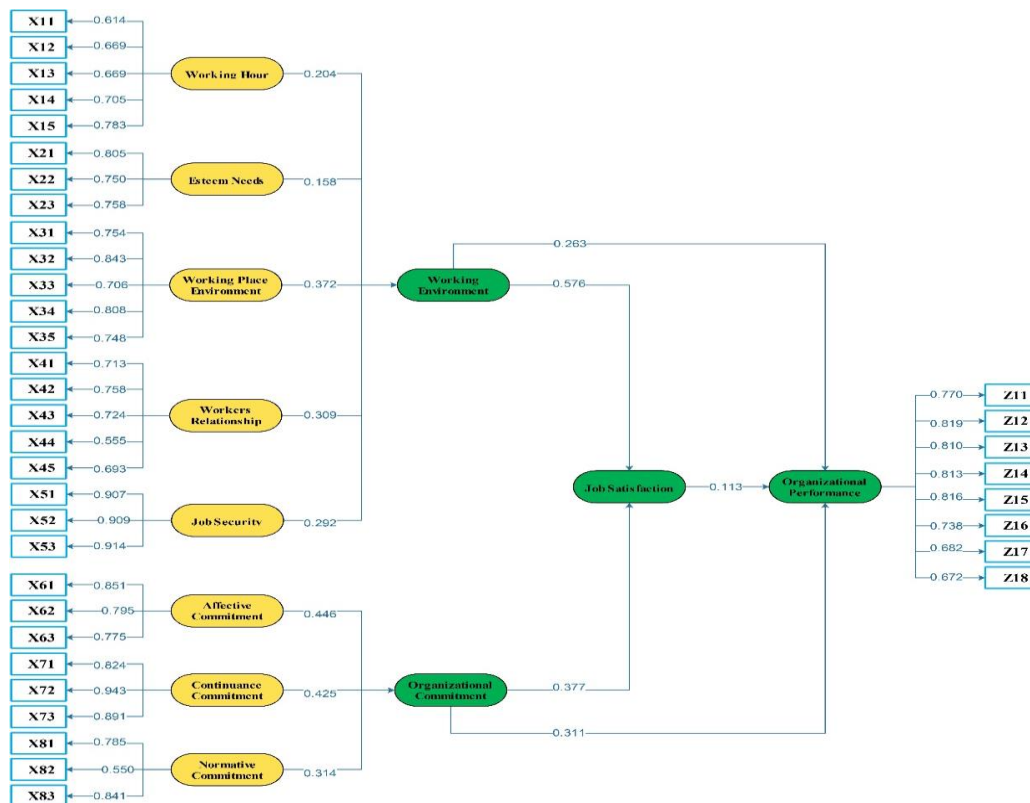 X11
0.614
X12
0.669
X13
0.669
Working Hour
0.204
X14
0.705
X15
0.783
X21
0.805
X22
0.750
Esteem Needs
0.158
X23
0.758
X31
0.754
X32
0.843
0.263
X33
0.706
Working Place
Environment
0.372
Working
Environment
0.576
X34
0.808
X35
0.748
X41
0.713
X42
0.758
X43
0.724
Workers
Relationship
0.309
X44
0.555
X45
0.693
X51
0.907
X52
0.909
Job Security
0.292
X53
0.914
Job Satisfaction
0.113
Organizational
Performance
0.770
Z11
0.819
Z12
0.810
Z13
0.813
Z14
0.816
Z15
0.738
Z16
0.682
Z17
0.672
Z18
X61
0.851
X62
0.795
Affective
Commitment
0.446
X63
0.775
X71
0.824
X72
0.943
Continuance
Commitment
0.425
Organizational
Commitment
0.377
X73
0.891
0.311
X81
0.785
X82
0.550
Normative
Commitment
0.314
X83
0.841